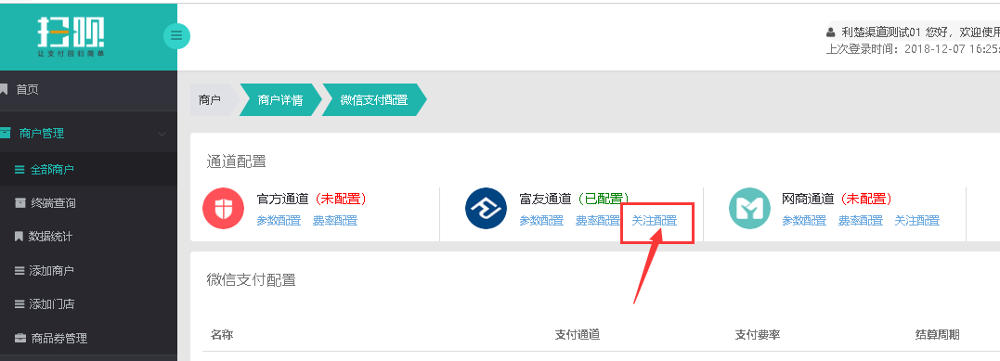 扫呗
让支付回归简单
利楚渠道测试01 您好，欢迎使用
上次登录时间：2018-12-07 16:25:
首页
商户管理
全部商户
终端查询
数据统计
添加商户
添加门店
商品券管理
商户
商户详情
微信支付配置
通道配置
官方通道（未配置）
参数配置 费率配置
富友通道（已配置）
参数配置 费率配置 关注配置
网商通道（未配置）
参数配置 费率配置 关注配置
微信支付配置
名称 支付通道 支付费率 结算周期